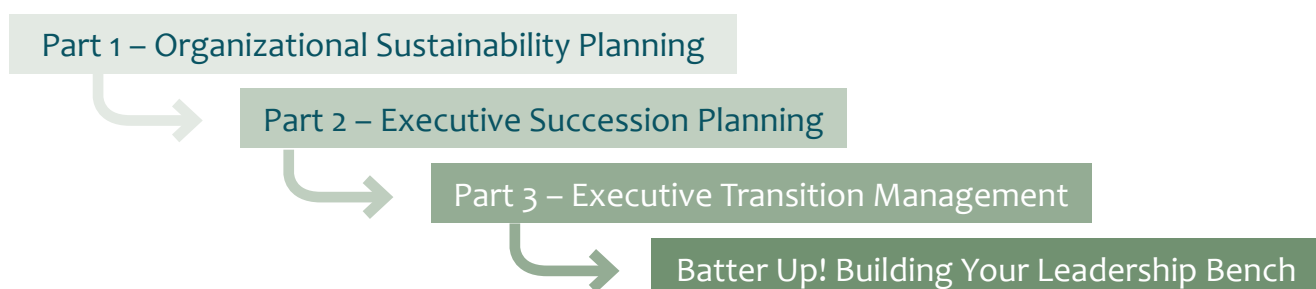 Part 1 – Organizational Sustainability Planning
Part 2 – Executive Succession Planning
Part 3 – Executive Transition Management
Batter Up! Building Your Leadership Bench